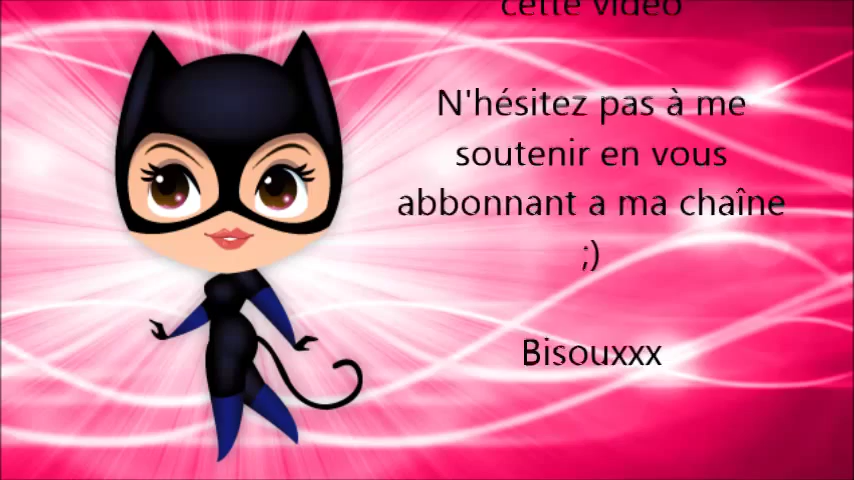 cette vidéo
N'hésitez pas à me
soutenir en vous
abbonnant a ma chaîne
;)
Bisouxxx